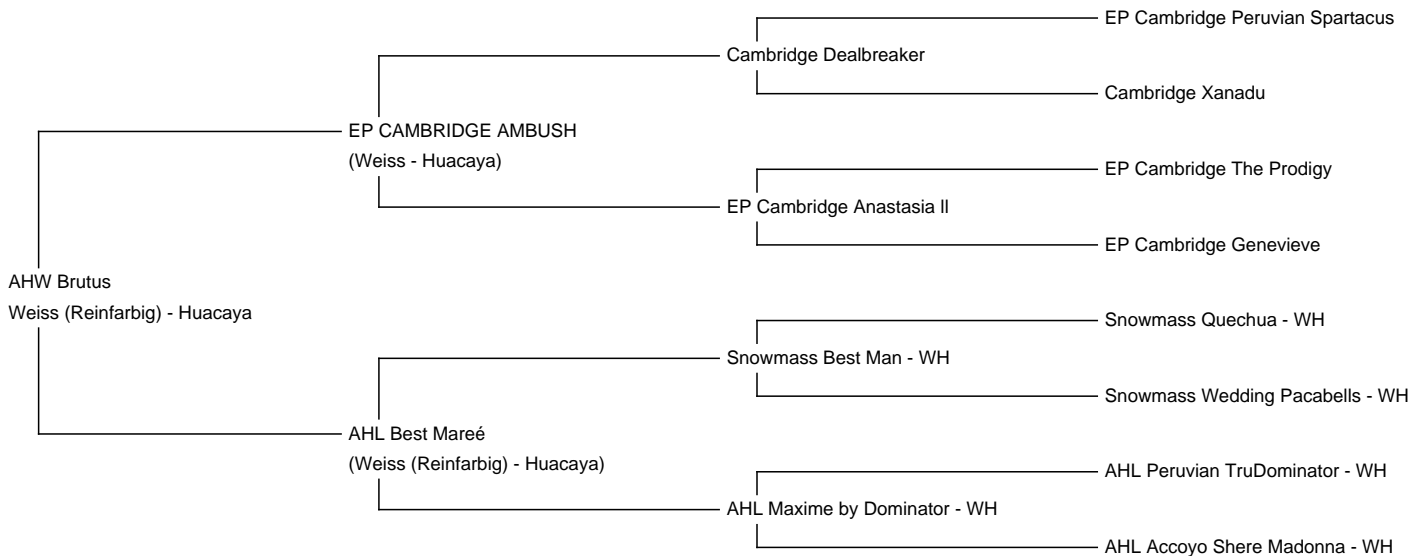 EP Cambridge Peruvian Spartacus
Cambridge Dealbreaker
Cambridge Xanadu
EP CAMBRIDGE AMBUSH
(Weiss - Huacaya)
EP Cambridge The Prodigy
EP Cambridge Anastasia ll
EP Cambridge Genevieve
AHW Brutus
Weiss (Reinfarbig) - Huacaya
Snowmass Quechua - WH
Snowmass Best Man - WH
Snowmass Wedding Pacabells - WH
AHL Best Mareé
(Weiss (Reinfarbig) - Huacaya)
AHL Peruvian TruDominator - WH
AHL Maxime by Dominator - WH
AHL Accoyo Shere Madonna - WH